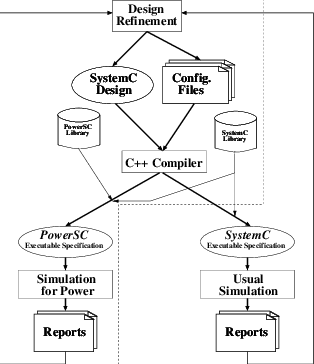 Design
Refinement
SystemC
Design
Config.
Files
PowerSC
Library
SystemC
Library
C++ Compiler
PowerSC
Executable Specification
SystemC
Executable Specification
Simulation
for Power
Usual
Simulation
Reports
Reports